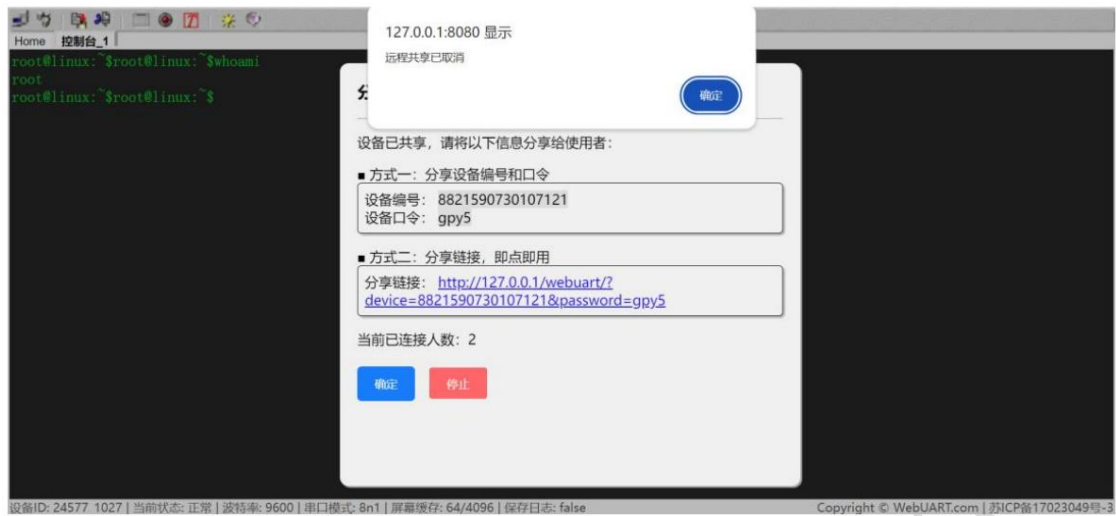 Home 控制台_1
root@linux:~$root@linux:~$whoami
root
root@linux:~$root@linux:~$
127.0.0.1:8080 显示
远程共享已取消
确定
设备已共享，请将以下信息分享给使用者：
■ 方式一：分享设备编号和口令
设备编号： 8821590730107121
设备口令： gpy5
■ 方式二：分享链接，即点即用
分享链接： http://127.0.0.1/webuart/?
device=8821590730107121&password=gpy5
当前已连接人数：2
确定 停止
设备ID: 24577 1027 | 当前状态: 正常 | 波特率: 9600 | 串口模式: 8n1 | 屏幕缓存: 64/4096 | 保存日志: false Copyright © WebUART.com | 苏ICP备17023049号-3